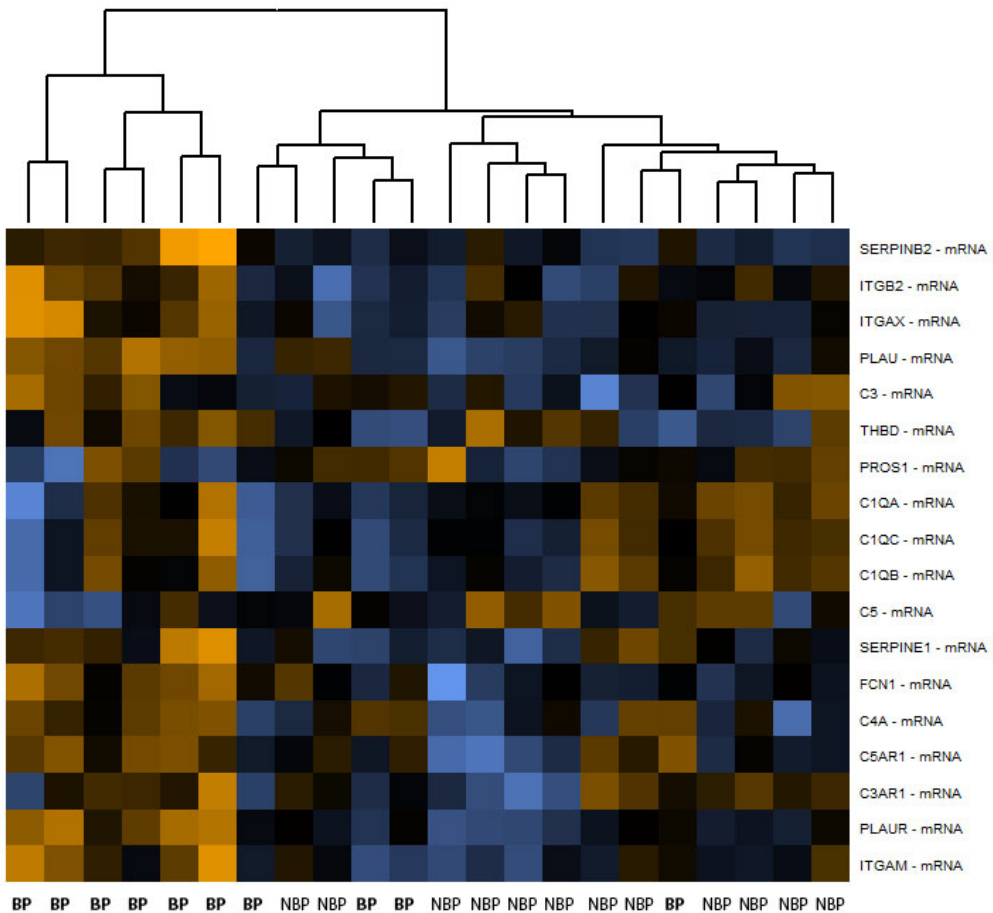 SERPINB2 - mRNA
ITGB2 - mRNA
ITGAX - mRNA
PLAU - mRNA
C3 - mRNA
THBD - mRNA
PROS1 - mRNA
C1QA - mRNA
C1QC - mRNA
C1QB - mRNA
C5 - mRNA
SERPINE1 - mRNA
FCN1 - mRNA
C4A - mRNA
C5AR1 - mRNA
C3AR1 - mRNA
PLAUR - mRNA
ITGAM - mRNA
BP BP BP BP BP BP BP NBP NBP BP BP NBP NBP NBP NBP NBP NBP BP NBP NBP NBP NBP